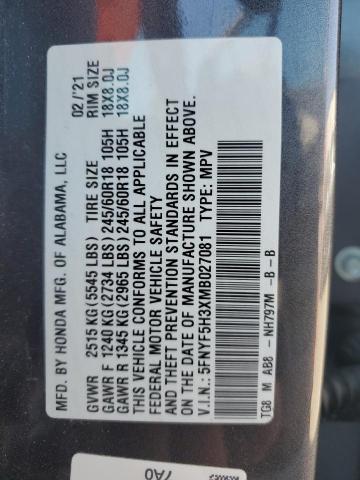 MFD. BY HONDA MFG. OF ALABAMA, LLC 02/'21
TIRE SIZE RIM SIZE
GVWR 2515 KG (5545 LBS)
GAWR F 1240 KG (2734 LBS) 245/60R18 105H 18X8.0J
GAWR R 1345 KG (2965 LBS) 245/60R18 105H 18X8.0J
THIS VEHICLE CONFORMS TO ALL APPLICABLE
FEDERAL MOTOR VEHICLE SAFETY
AND THEFT PREVENTION STANDARDS IN EFFECT
ON THE DATE OF MANUFACTURE SHOWN ABOVE.
V.I.N.: 5FNYF5H3XMB027081 TYPE: MPV
TG8 M AB8 - NH797M -B -B
7A0